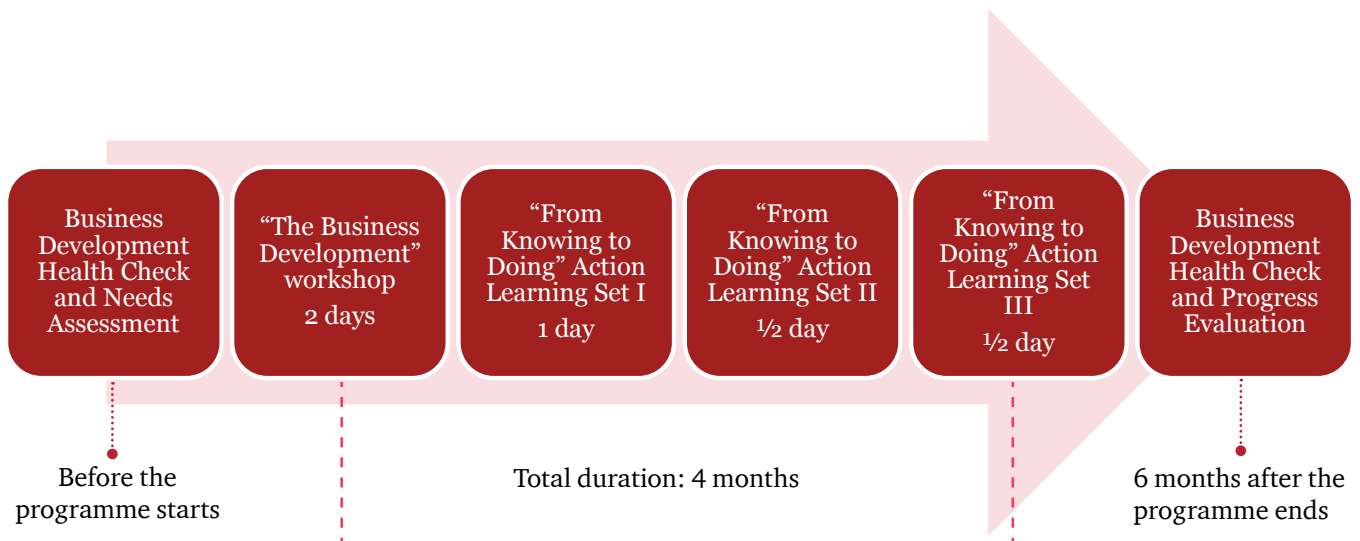 Business
Development
Health Check
and Needs
Assessment
“The Business
Development”
workshop
2 days
“From
Knowing to
Doing” Action
Learning Set I
1 day
“From
Knowing to
Doing” Action
Learning Set II
½ day
“From
Knowing to
Doing” Action
Learning Set
III
½ day
Business
Development
Health Check
and Progress
Evaluation
Before the
programme starts
Total duration: 4 months
6 months after the
programme ends